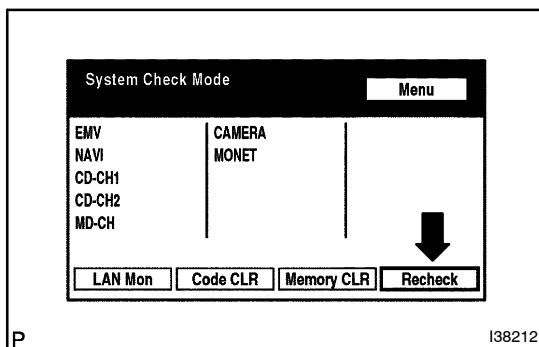 System Check Mode
Menu
EMV
NAVI
CD-CH1
CD-CH2
MD-CH
CAMERA
MONET
LAN Mon
Code CLR
Memory CLR
Recheck
P
I38212